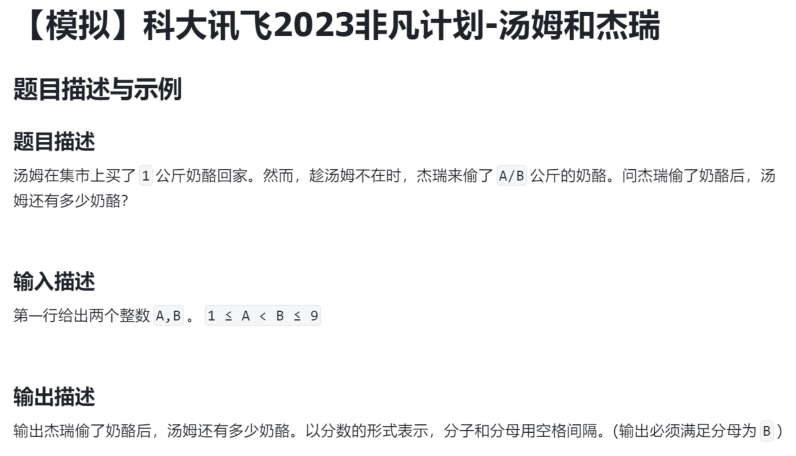 【模拟】科大讯飞2023非凡计划-汤姆和杰瑞
题目描述与示例
题目描述
汤姆在集市上买了 1 公斤奶酪回家。然而，趁汤姆不在时，杰瑞来偷了 A/B 公斤的奶酪。问杰瑞偷了奶酪后，汤
姆还有多少奶酪？
输入描述
第一行给出两个整数 A,B 。 1 ≤ A < B ≤ 9
输出描述
输出杰瑞偷了奶酪后，汤姆还有多少奶酪。以分数的形式表示，分子和分母用空格间隔。(输出必须满足分母为 B )